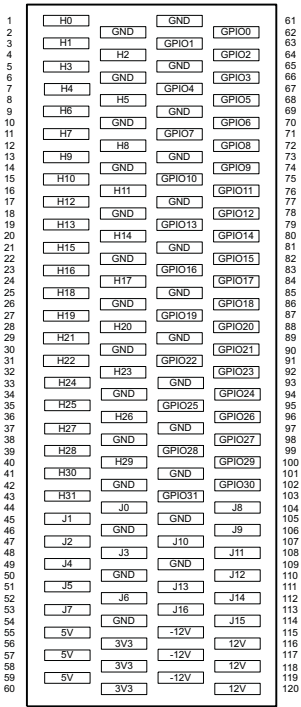 1 H0 GND 61
2 GND GPIO0 62
3 H1 GPIO1 63
4 H2 GPIO2 64
5 H3 GND 65
6 GND GPIO3 66
7 H4 GPIO4 67
8 H5 GPIO5 68
9 H6 GND 69
10 GND GPIO6 70
11 H7 GPIO7 71
12 H8 GPIO8 72
13 H9 GND 73
14 GND GPIO9 74
15 H10 GPIO10 75
16 H11 GPIO11 76
17 H12 GND 77
18 GND GPIO12 78
19 H13 GPIO13 79
20 H14 GPIO14 80
21 H15 GND 81
22 GND GPIO15 82
23 H16 GPIO16 83
24 H17 GPIO17 84
25 H18 GND 85
26 GND GPIO18 86
27 H19 GPIO19 87
28 H20 GPIO20 88
29 H21 GND 89
30 GND GPIO21 90
31 H22 GPIO22 91
32 H23 GPIO23 92
33 H24 GND 93
34 GND GPIO24 94
35 H25 GPIO25 95
36 H26 GPIO26 96
37 H27 GND 97
38 GND GPIO27 98
39 H28 GPIO28 99
40 H29 GPIO29 100
41 H30 GND 101
42 GND GPIO30 102
43 H31 GPIO31 103
44 J0 J8 104
45 J1 GND 105
46 GND J9 106
47 J2 J10 107
48 J3 J11 108
49 J4 GND 109
50 GND J12 110
51 J5 J13 111
52 J6 J14 112
53 J7 J16 113
54 GND J15 114
55 5V -12V 115
56 3V3 12V 116
57 5V -12V 117
58 3V3 12V 118
59 5V -12V 119
60 3V3 12V 120